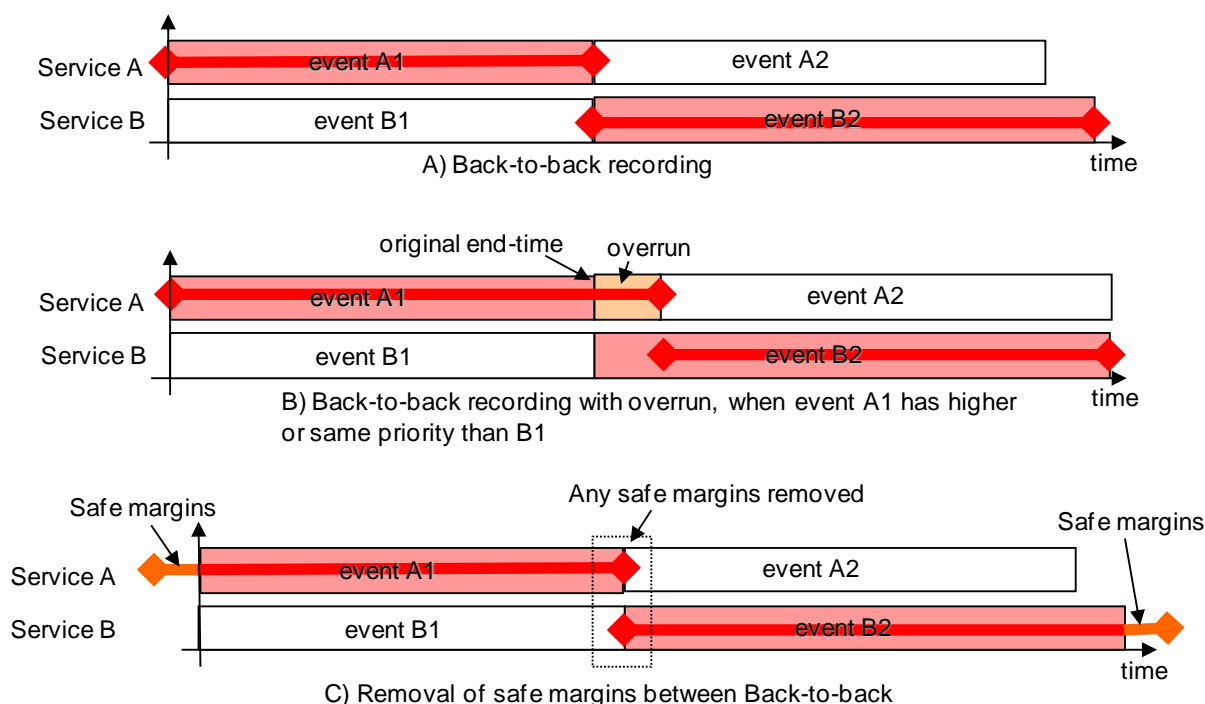 Service A
event A1
event A2
Service B
event B1
event B2
time
A) Back-to-back recording
original end-time
overrun
Service A
event A1
event A2
Service B
event B1
event B2
time
B) Back-to-back recording with overrun, when event A1 has higher
or same priority than B1
Safe margins
Any safe margins removed
Safe margins
Service A
event A1
event A2
Service B
event B1
event B2
time
C) Removal of safe margins between Back-to-back